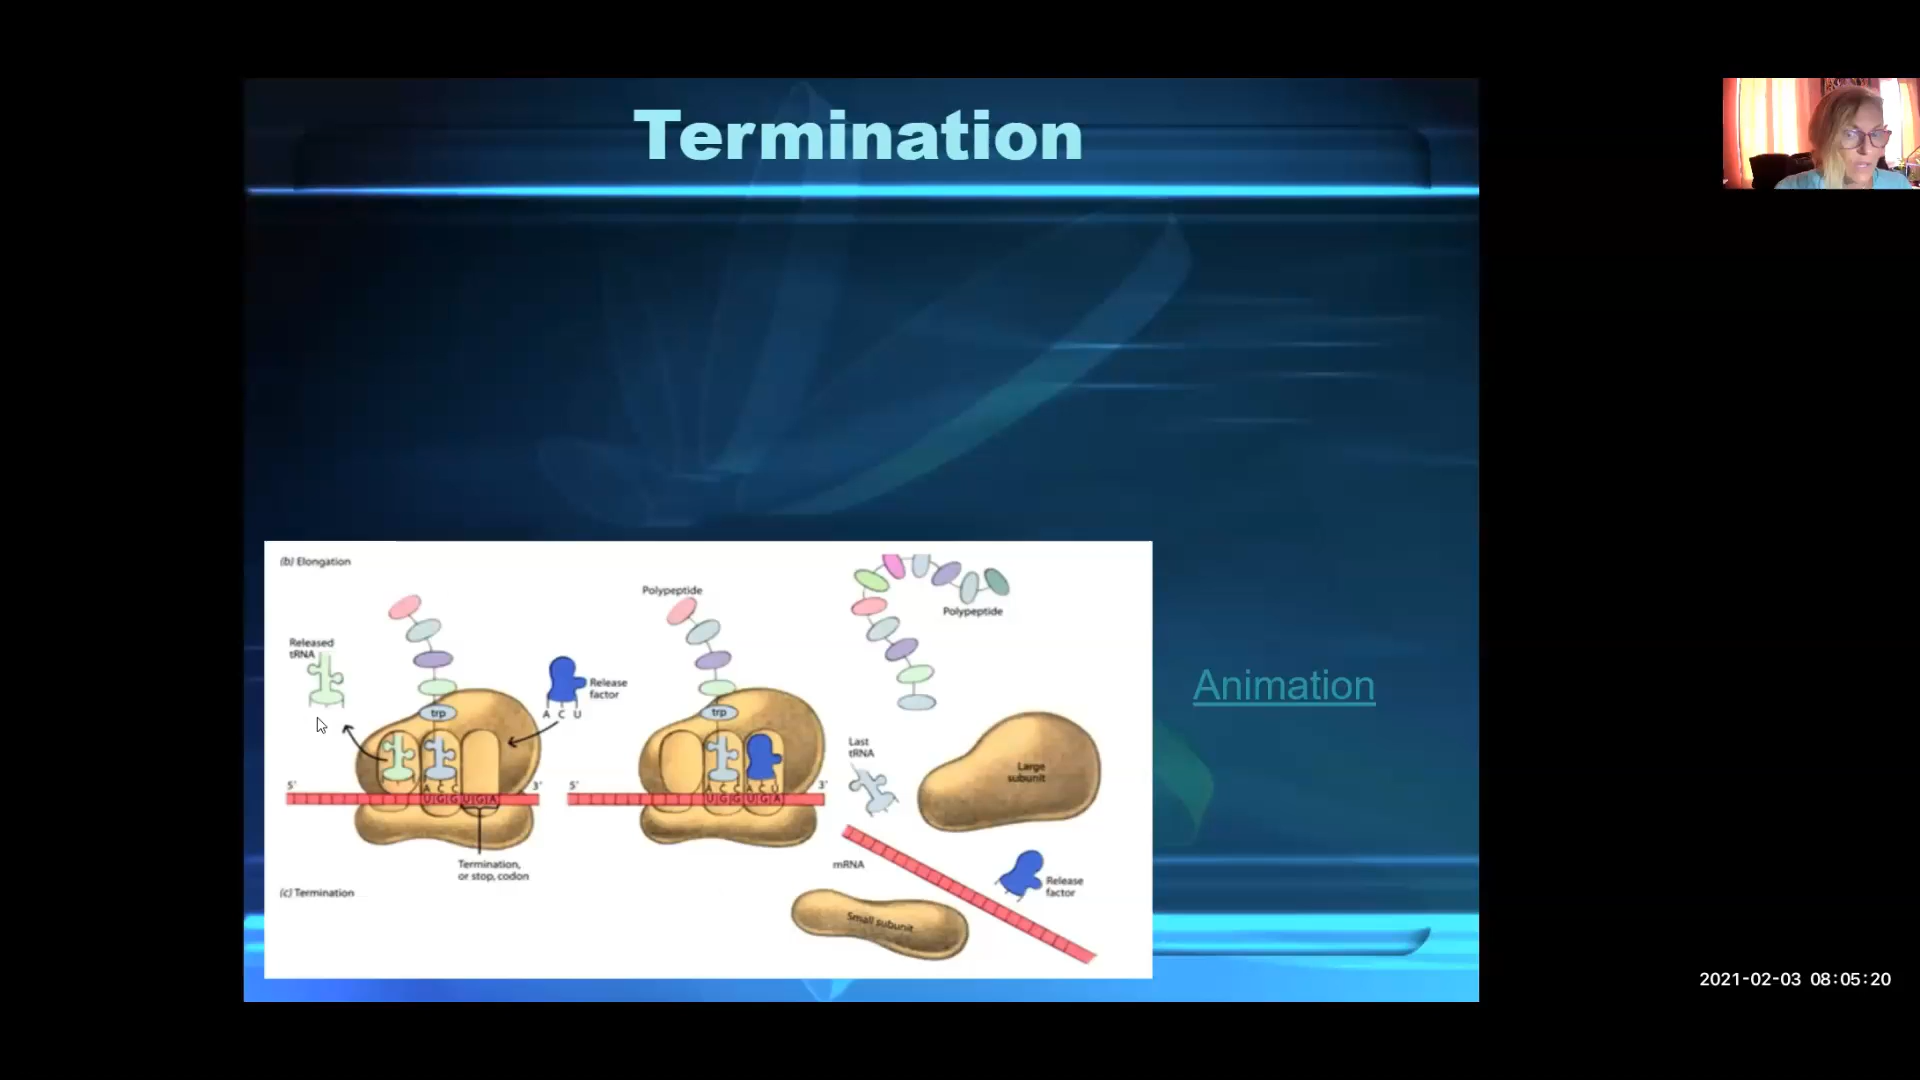 Termination
(b) Elongation
Released
tRNA
trp
A C C
U G G U G A
5'
3'
Release
factor
A C U
Termination,
or stop, codon
(c) Termination
Polypeptide
trp
A C C A C U
U G G U G A
5'
3'
Polypeptide
Last
tRNA
Large
subunit
mRNA
Release
factor
Small subunit
Animation
2021-02-03 08:05:20